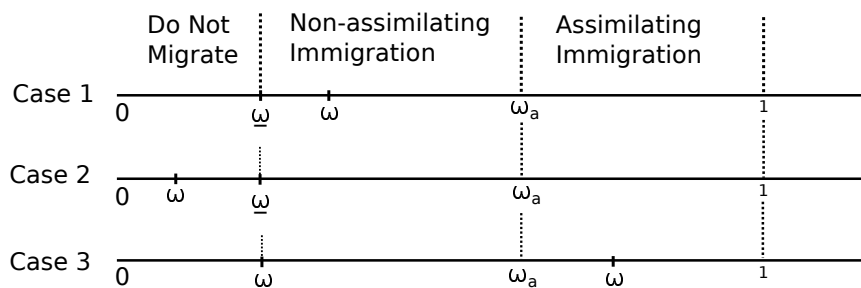 Do Not Migrate
Non-assimilating Immigration
Assimilating Immigration
Case 1
0 ω̲ ω ωₐ 1
Case 2
0 ω ω̲ ωₐ 1
Case 3
0 ω ωₐ ω 1